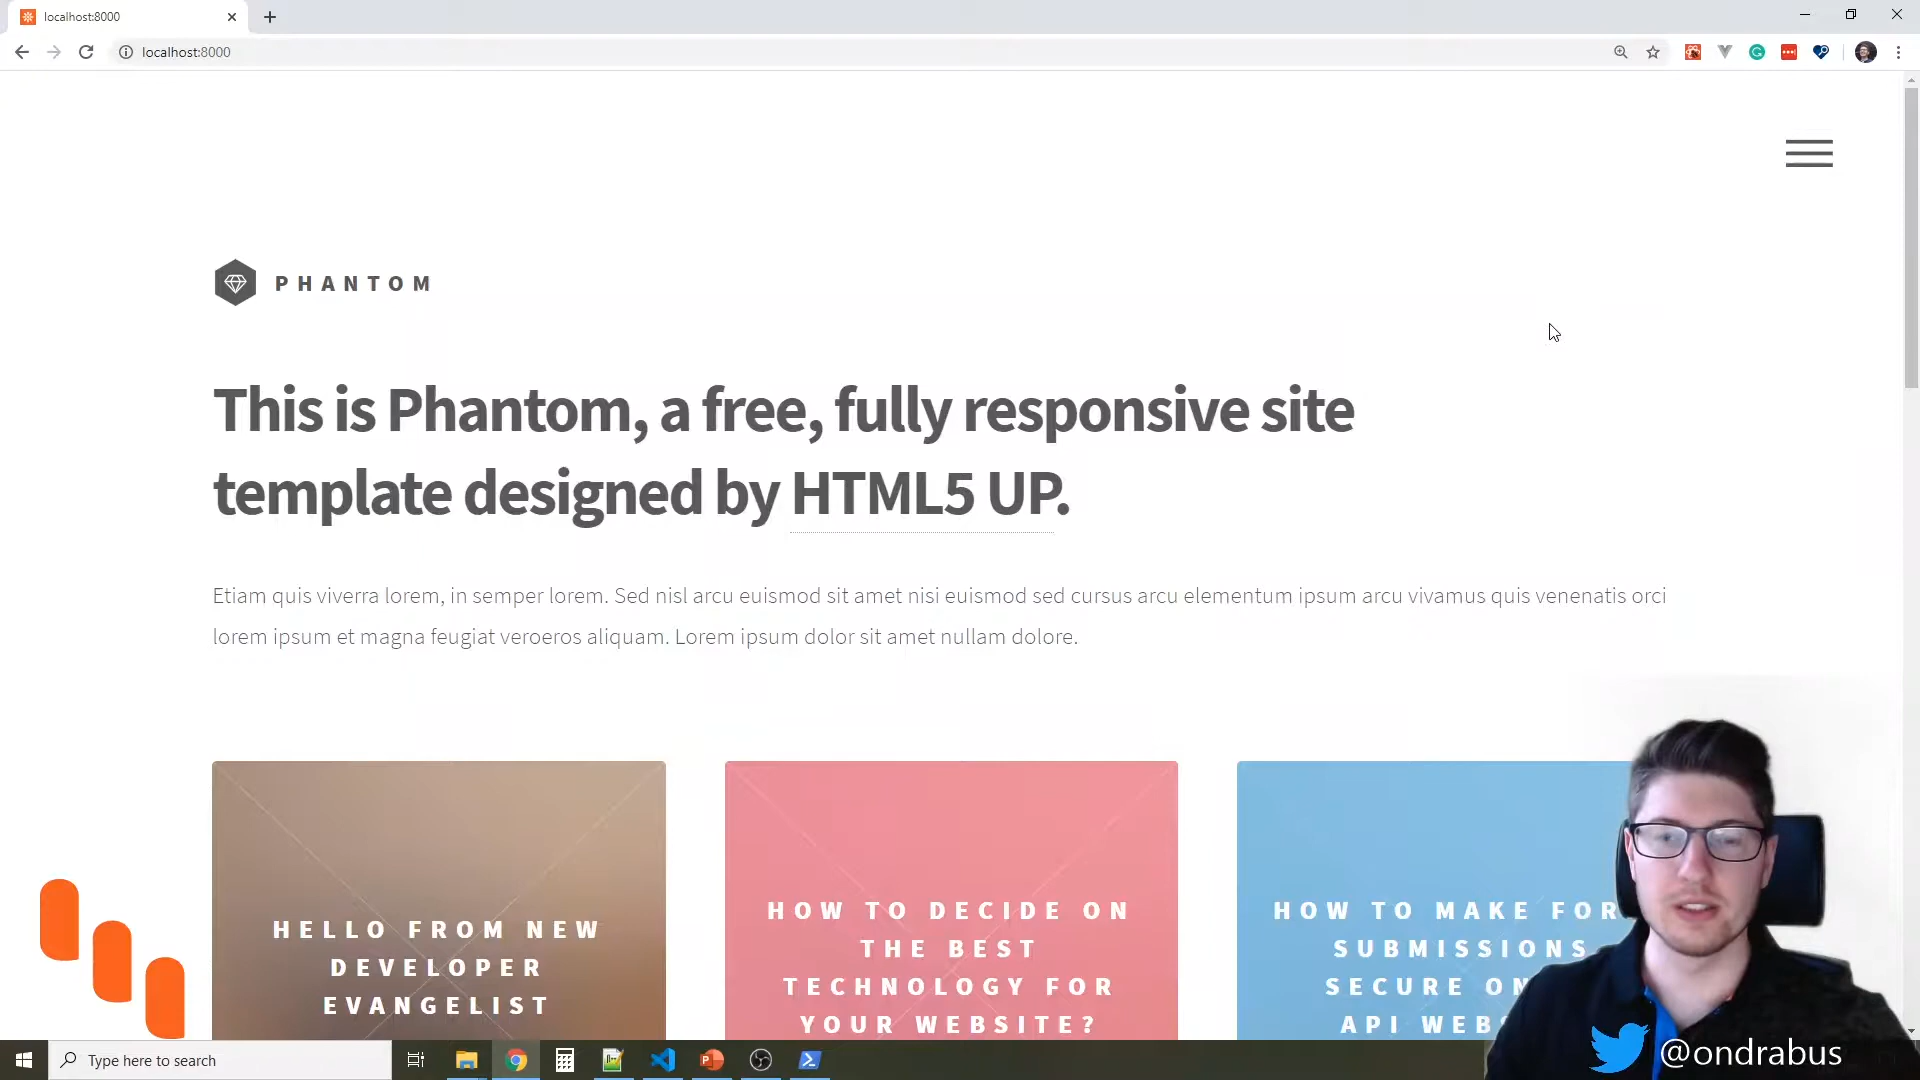 localhost:8000
localhost:8000
PHANTOM
This is Phantom, a free, fully responsive site
template designed by HTML5 UP.
Etiam quis viverra lorem, in semper lorem. Sed nisl arcu euismod sit amet nisi euismod sed cursus arcu elementum ipsum arcu vivamus quis venenatis orci
lorem ipsum et magna feugiat veroeros aliquam. Lorem ipsum dolor sit amet nullam dolore.
HELLO FROM NEW
DEVELOPER
EVANGELIST
HOW TO DECIDE ON
THE BEST
TECHNOLOGY FOR
YOUR WEBSITE?
HOW TO MAKE FOR
SUBMISSIONS
SECURE ON
API WEBS
Type here to search
@ondrabus